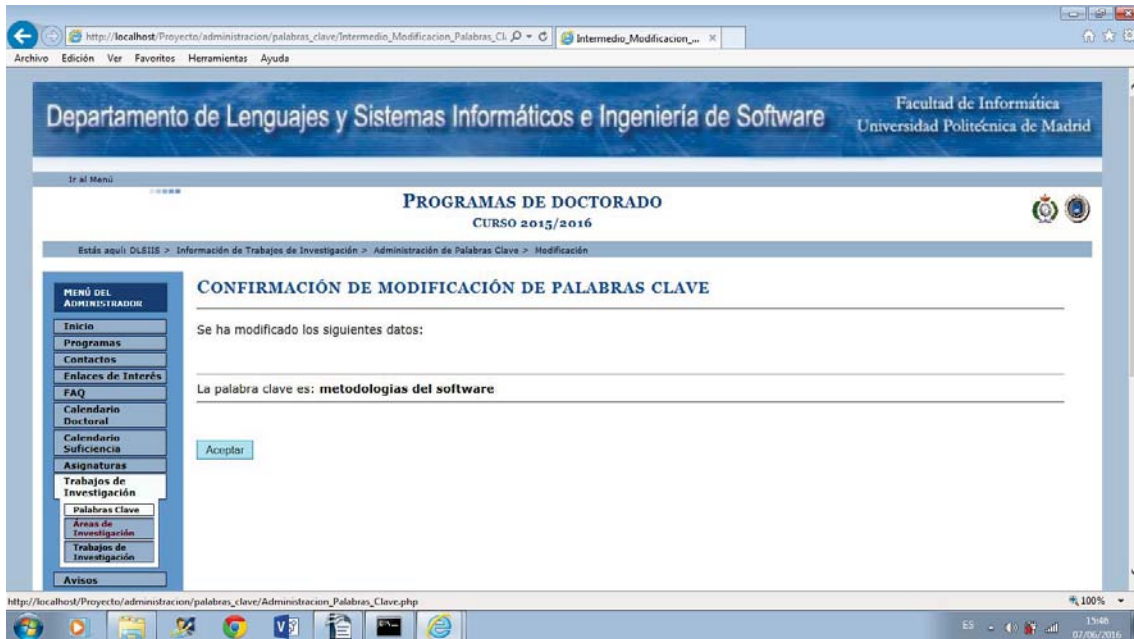 http://localhost/Proyecto/administracion/palabras_clave/Intermedio_Modificacion_Palabras_Cl
Intermedio_Modificacion_...
Archivo Edición Ver Favoritos Herramientas Ayuda
Departamento de Lenguajes y Sistemas Informáticos e Ingeniería de Software
Facultad de Informática
Universidad Politécnica de Madrid
Ir al Menú
PROGRAMAS DE DOCTORADO
CURSO 2015/2016
Estás aquí: DLSIIS > Información de Trabajos de Investigación > Administración de Palabras Clave > Modificación
MENÚ DEL
ADMINISTRADOR
Inicio
Programas
Contactos
Enlaces de Interés
FAQ
Calendario
Doctoral
Calendario
Suficiencia
Asignaturas
Trabajos de
Investigación
Palabras Clave
Áreas de
Investigación
Trabajos de
Investigación
Avisos
CONFIRMACIÓN DE MODIFICACIÓN DE PALABRAS CLAVE
Se ha modificado los siguientes datos:
La palabra clave es: metodologias del software
Aceptar
http://localhost/Proyecto/administracion/palabras_clave/Administracion_Palabras_Clave.php
100%
ES
15:46
07/06/2016